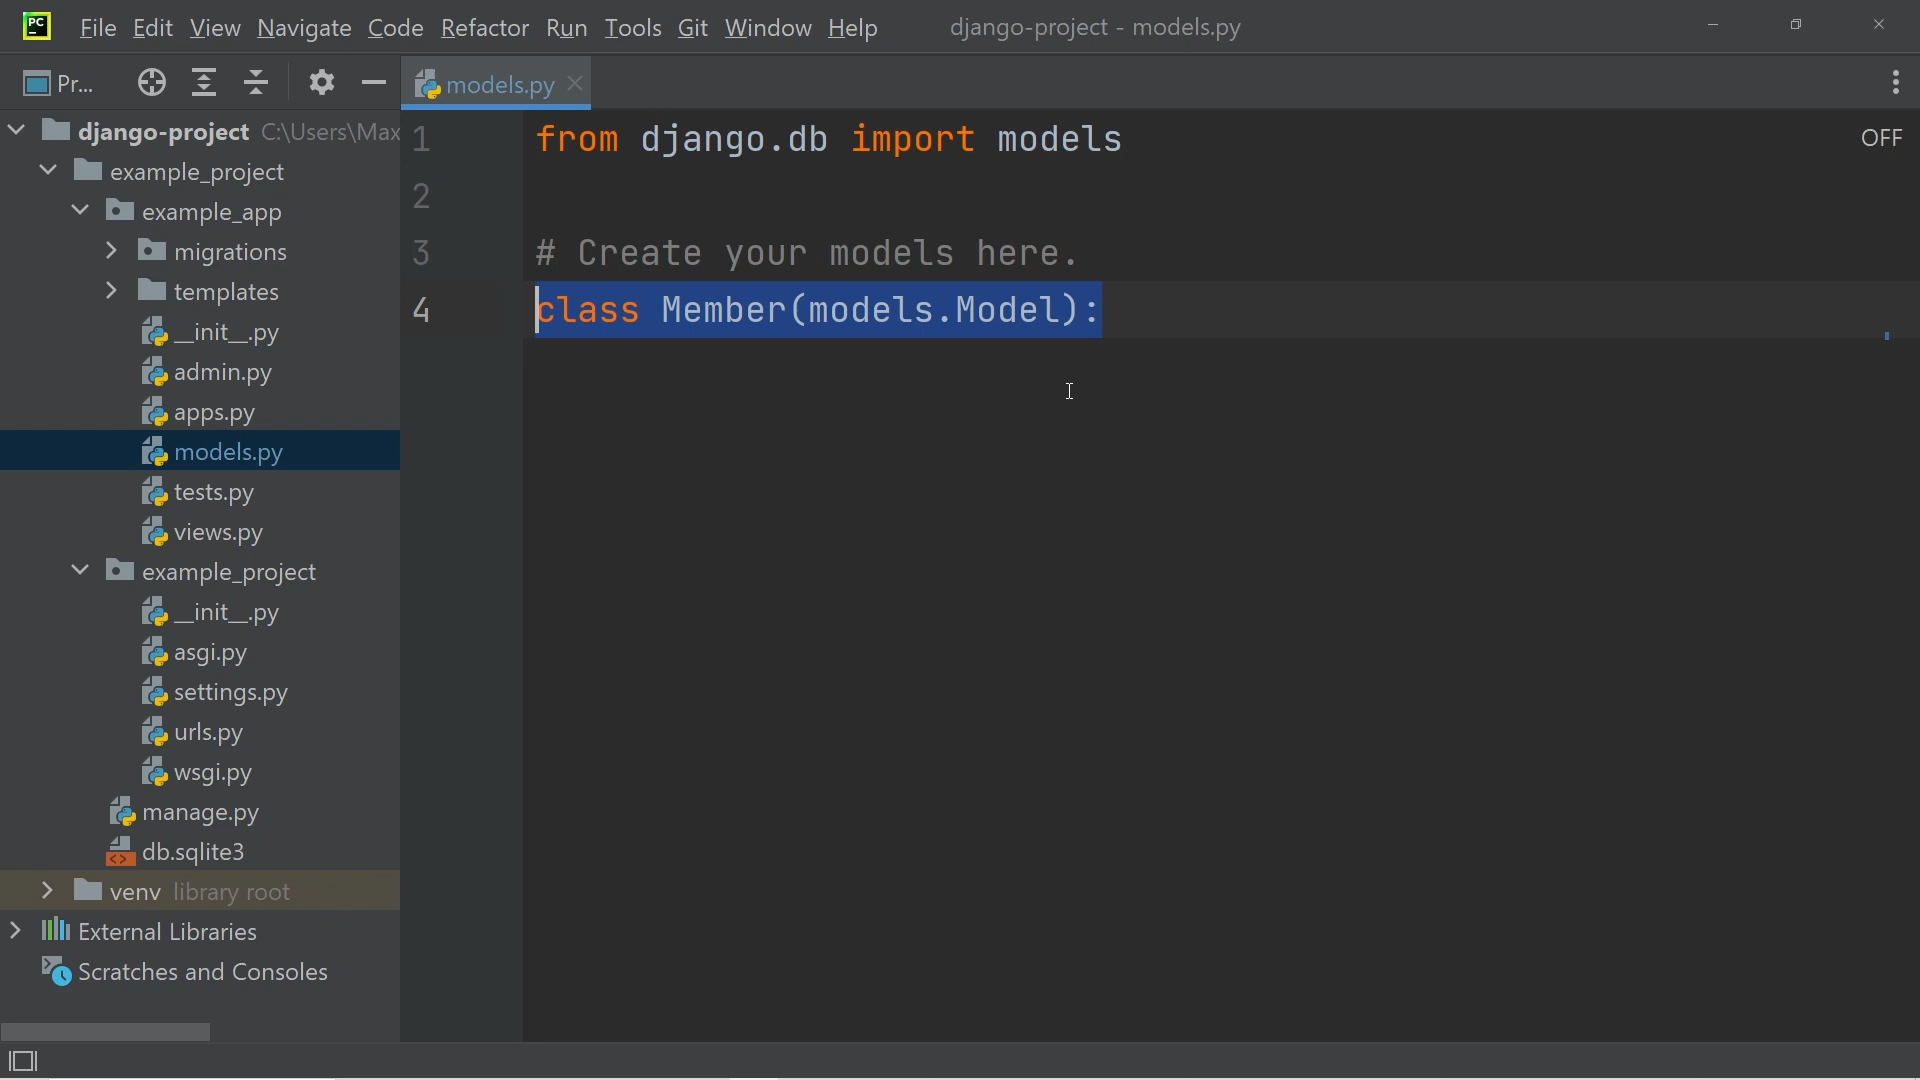 PC
File Edit View Navigate Code Refactor Run Tools Git Window Help django-project - models.py
Pr... models.py
django-project C:\Users\Max
example_project
example_app
migrations
templates
__init__.py
admin.py
apps.py
models.py
tests.py
views.py
example_project
__init__.py
asgi.py
settings.py
urls.py
wsgi.py
manage.py
db.sqlite3
venv library root
External Libraries
Scratches and Consoles
1 from django.db import models
OFF
2
3 # Create your models here.
4 class Member(models.Model):